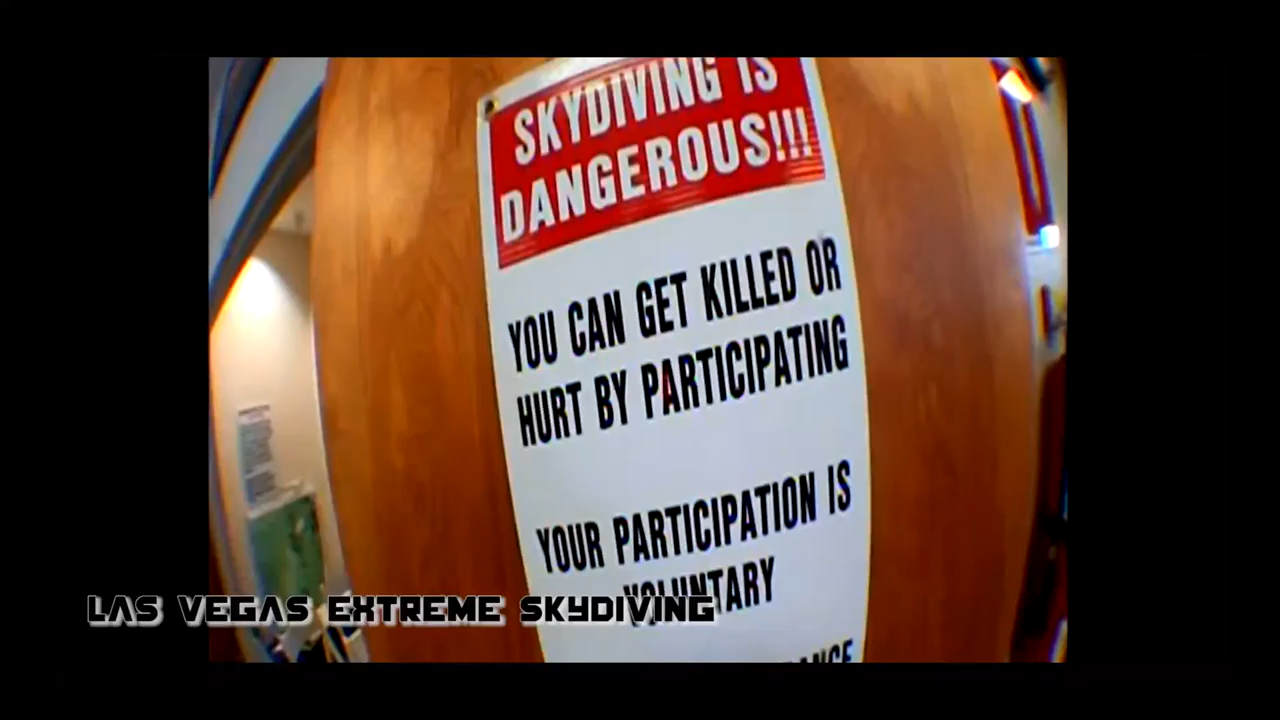 SKYDIVING IS
DANGEROUS!!!
YOU CAN GET KILLED OR
HURT BY PARTICIPATING
YOUR PARTICIPATION IS
VOLUNTARY
LAS VEGAS EXTREME SKYDIVING